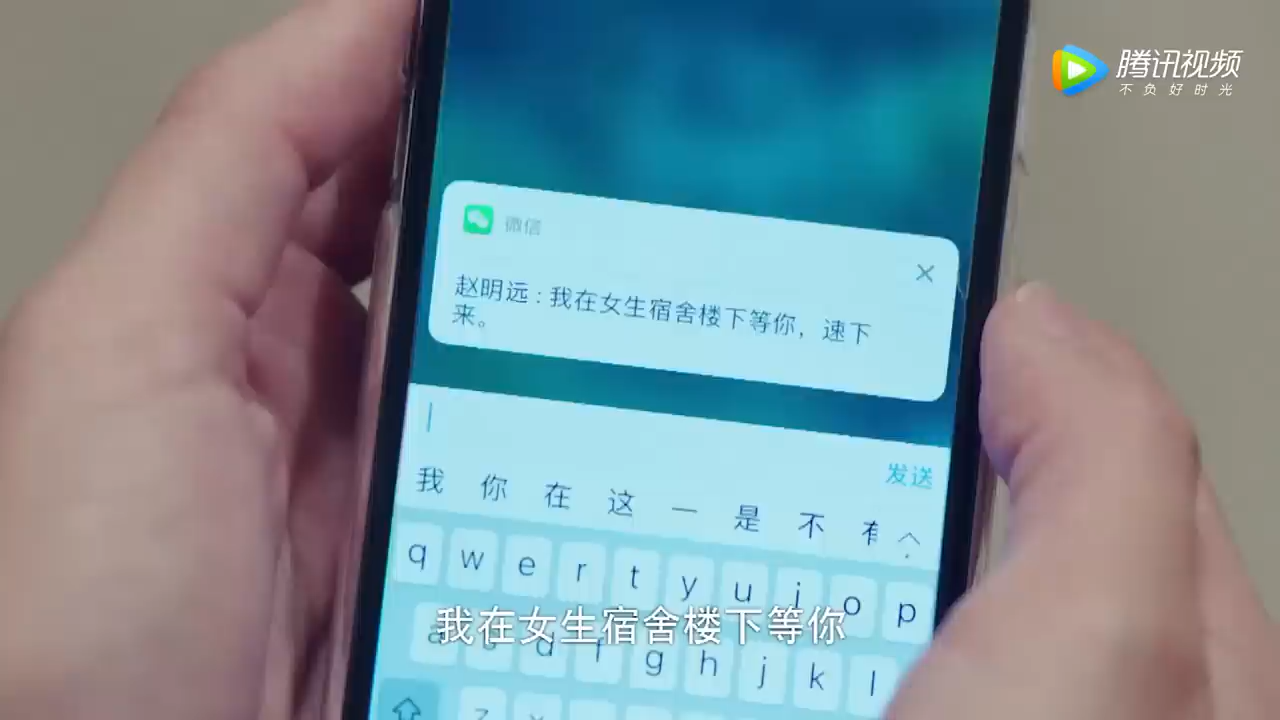 腾讯视频
不负好时光
微信
赵明远:我在女生宿舍楼下等你，速下
来。
发送
我 你 在 这 一 是 不 有
q w e r t y u i o p
我在女生宿舍楼下等你
d f g h j k l
z